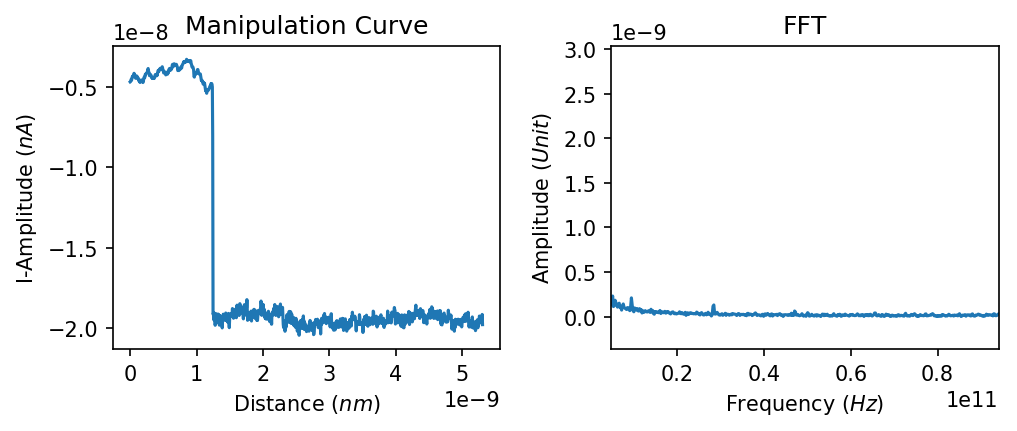 Manipulation Curve
1e−8
−0.5
−1.0
−1.5
−2.0
I-Amplitude (nA)
0 1 2 3 4 5
1e−9
Distance (nm)
FFT
1e−9
3.0
2.5
2.0
1.5
1.0
0.5
0.0
Amplitude (Unit)
0.2 0.4 0.6 0.8
1e11
Frequency (Hz)